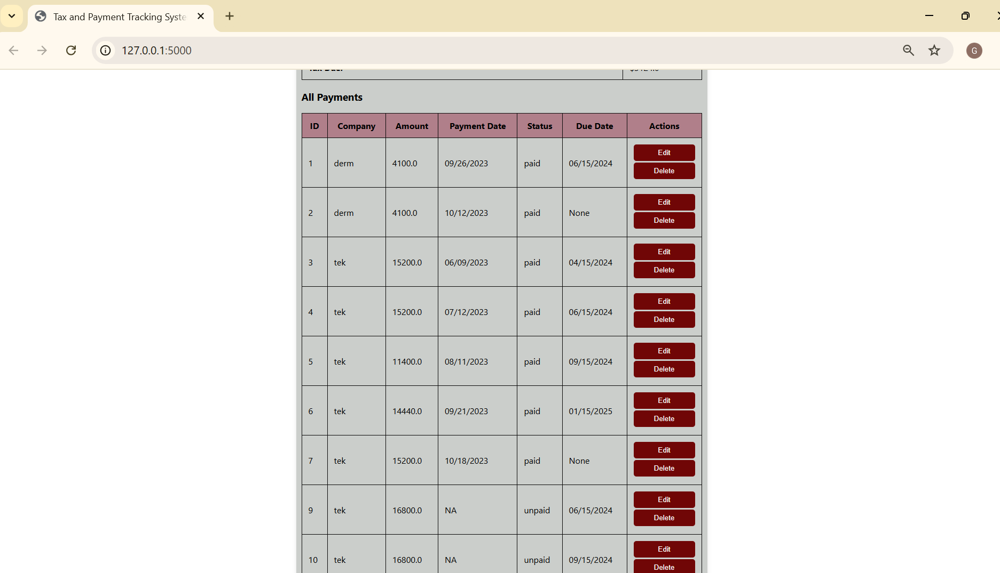 Tax and Payment Tracking Syste
127.0.0.1:5000
All Payments
ID Company Amount Payment Date Status Due Date Actions
1 derm 4100.0 09/26/2023 paid 06/15/2024 Edit Delete
2 derm 4100.0 10/12/2023 paid None Edit Delete
3 tek 15200.0 06/09/2023 paid 04/15/2024 Edit Delete
4 tek 15200.0 07/12/2023 paid 06/15/2024 Edit Delete
5 tek 11400.0 08/11/2023 paid 09/15/2024 Edit Delete
6 tek 14440.0 09/21/2023 paid 01/15/2025 Edit Delete
7 tek 15200.0 10/18/2023 paid None Edit Delete
9 tek 16800.0 NA unpaid 06/15/2024 Edit Delete
10 tek 16800.0 NA unpaid 09/15/2024 Edit Delete
G